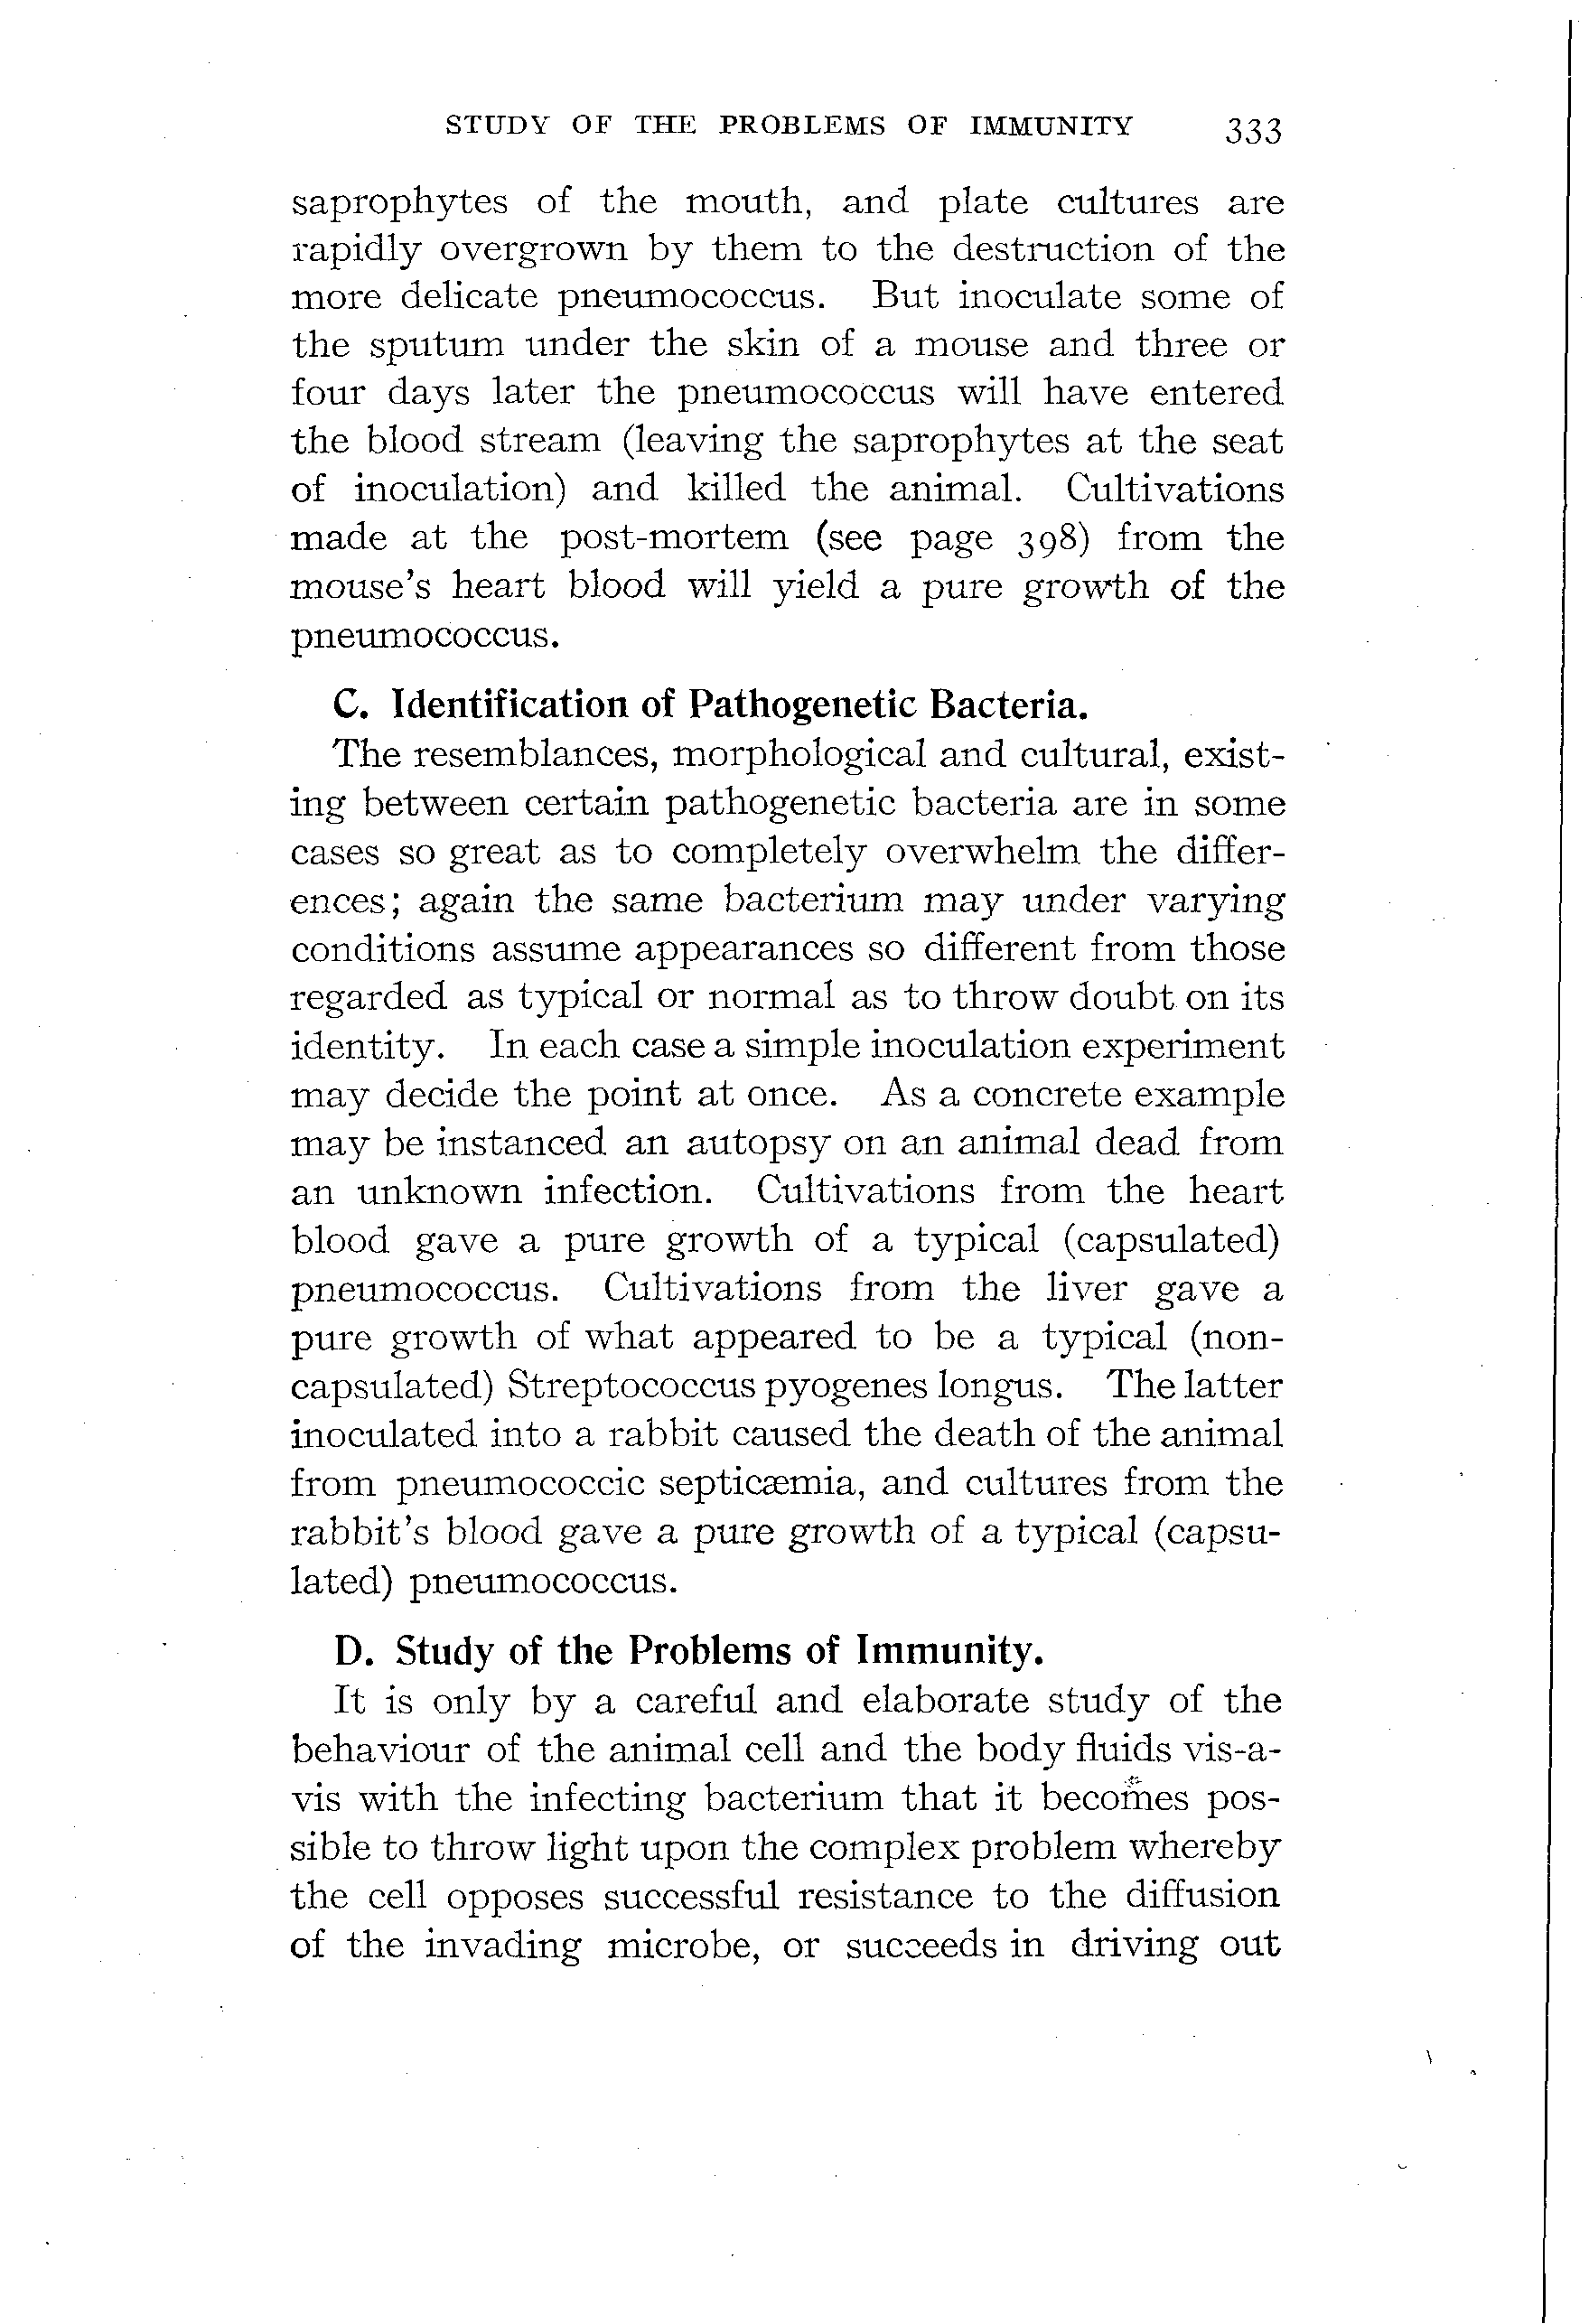 STUDY OF THE PROBLEMS OF IMMUNITY 333
saprophytes of the mouth, and plate cultures are
rapidly overgrown by them to the destruction of the
more delicate pneumococcus. But inoculate some of
the sputum under the skin of a mouse and three or
four days later the pneumococcus will have entered
the blood stream (leaving the saprophytes at the seat
of inoculation) and killed the animal. Cultivations
made at the post-mortem (see page 398) from the
mouse's heart blood will yield a pure growth of the
pneumococcus.
C. Identification of Pathogenetic Bacteria.
The resemblances, morphological and cultural, exist-
ing between certain pathogenetic bacteria are in some
cases so great as to completely overwhelm the differ-
ences; again the same bacterium may under varying
conditions assume appearances so different from those
regarded as typical or normal as to throw doubt on its
identity. In each case a simple inoculation experiment
may decide the point at once. As a concrete example
may be instanced an autopsy on an animal dead from
an unknown infection. Cultivations from the heart
blood gave a pure growth of a typical (capsulated)
pneumococcus. Cultivations from the liver gave a
pure growth of what appeared to be a typical (non-
capsulated) Streptococcus pyogenes longus. The latter
inoculated into a rabbit caused the death of the animal
from pneumococcic septicæmia, and cultures from the
rabbit's blood gave a pure growth of a typical (capsu-
lated) pneumococcus.
D. Study of the Problems of Immunity.
It is only by a careful and elaborate study of the
behaviour of the animal cell and the body fluids vis-a-
vis with the infecting bacterium that it becomes pos-
sible to throw light upon the complex problem whereby
the cell opposes successful resistance to the diffusion
of the invading microbe, or succeeds in driving out